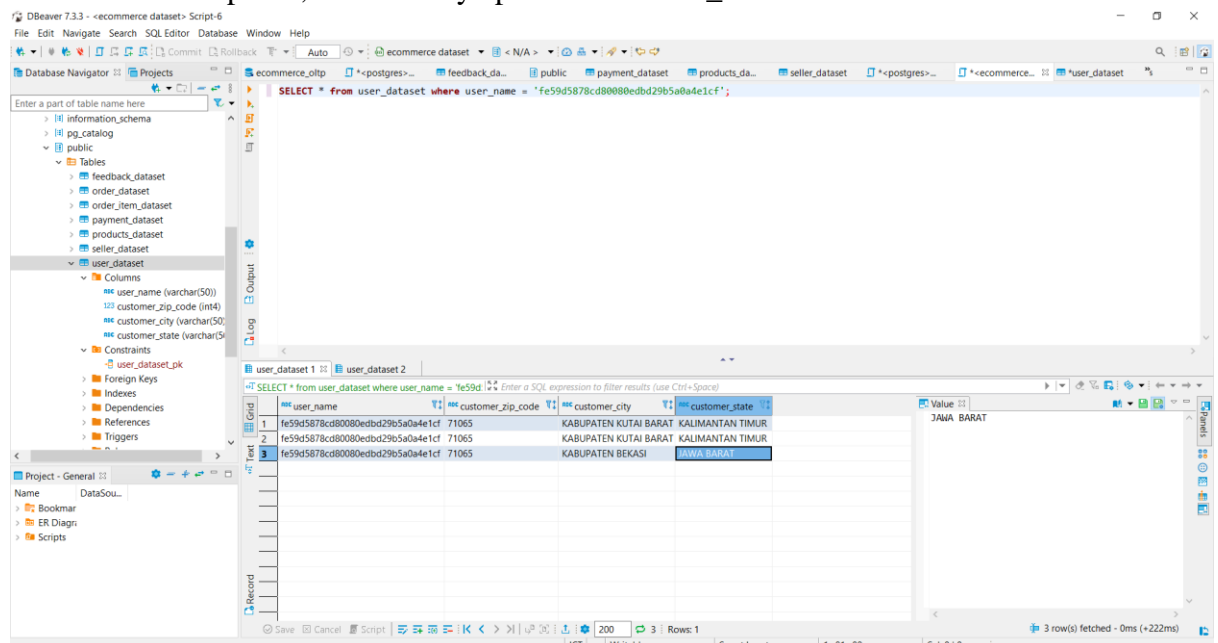 DBeaver 7.3.3 - <ecommerce dataset> Script-6
File Edit Navigate Search SQL Editor Database Window Help
Commit Rollback Auto ecommerce dataset < N/A >
Database Navigator Projects
ecommerce_oltp *<postgres>... feedback_da... public payment_dataset products_da... seller_dataset *<postgres>... *<ecommerce... *user_dataset
Enter a part of table name here
SELECT * from user_dataset where user_name = 'fe59d5878cd80080edbd29b5a0a4e1cf';
information_schema
pg_catalog
public
Tables
feedback_dataset
order_dataset
order_item_dataset
payment_dataset
products_dataset
seller_dataset
user_dataset
Columns
user_name (varchar(50))
123 customer_zip_code (int4)
customer_city (varchar(50)
customer_state (varchar(5
Constraints
user_dataset_pk
Foreign Keys
Indexes
Dependencies
References
Triggers
Output
Log
Project - General
Name DataSou...
Bookmar
ER Diagra
Scripts
user_dataset 1 user_dataset 2
SELECT * from user_dataset where user_name = 'fe59d Enter a SQL expression to filter results (use Ctrl+Space)
Grid
Text
Record
user_name customer_zip_code customer_city customer_state
1 fe59d5878cd80080edbd29b5a0a4e1cf 71065 KABUPATEN KUTAI BARAT KALIMANTAN TIMUR
2 fe59d5878cd80080edbd29b5a0a4e1cf 71065 KABUPATEN KUTAI BARAT KALIMANTAN TIMUR
3 fe59d5878cd80080edbd29b5a0a4e1cf 71065 KABUPATEN BEKASI JAWA BARAT
Value
JAWA BARAT
Panels
Save Cancel Script 200 3 Rows: 1
3 row(s) fetched - 0ms (+222ms)